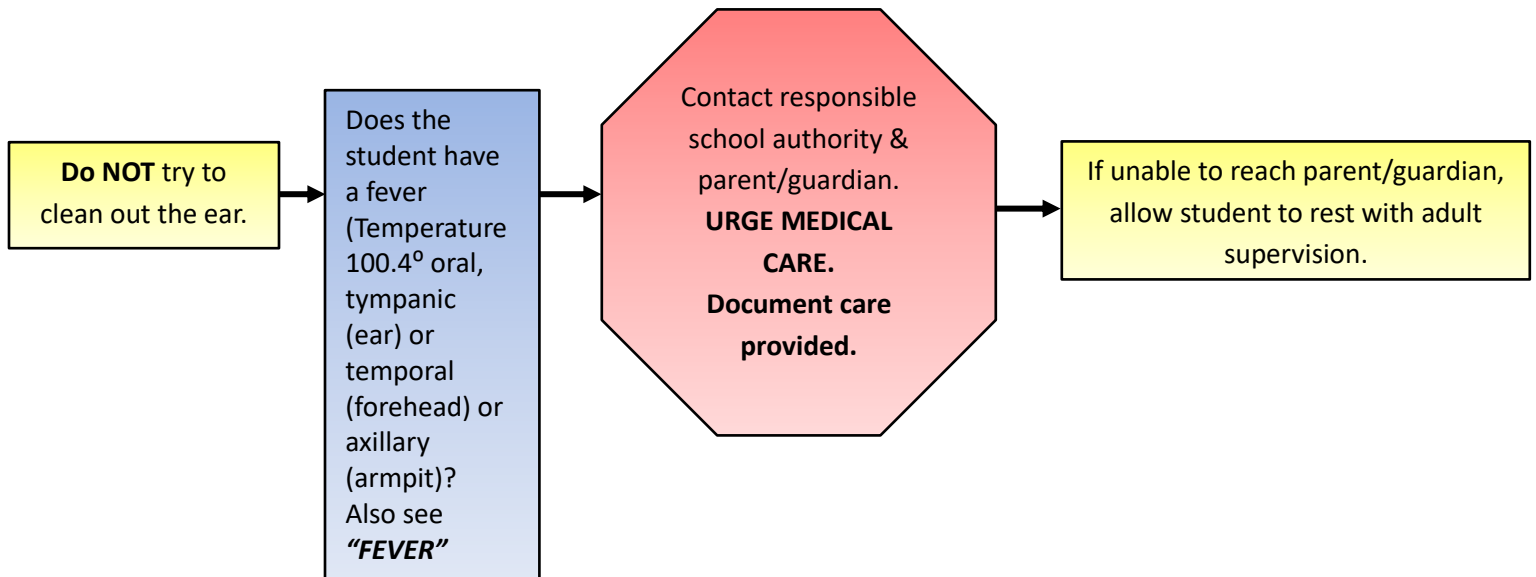 Do NOT try to
clean out the ear.
Does the
student have
a fever
(Temperature
100.4⁰ oral,
tympanic
(ear) or
temporal
(forehead) or
axillary
(armpit)?
Also see
“FEVER”
Contact responsible
school authority &
parent/guardian.
URGE MEDICAL
CARE.
Document care
provided.
If unable to reach parent/guardian,
allow student to rest with adult
supervision.